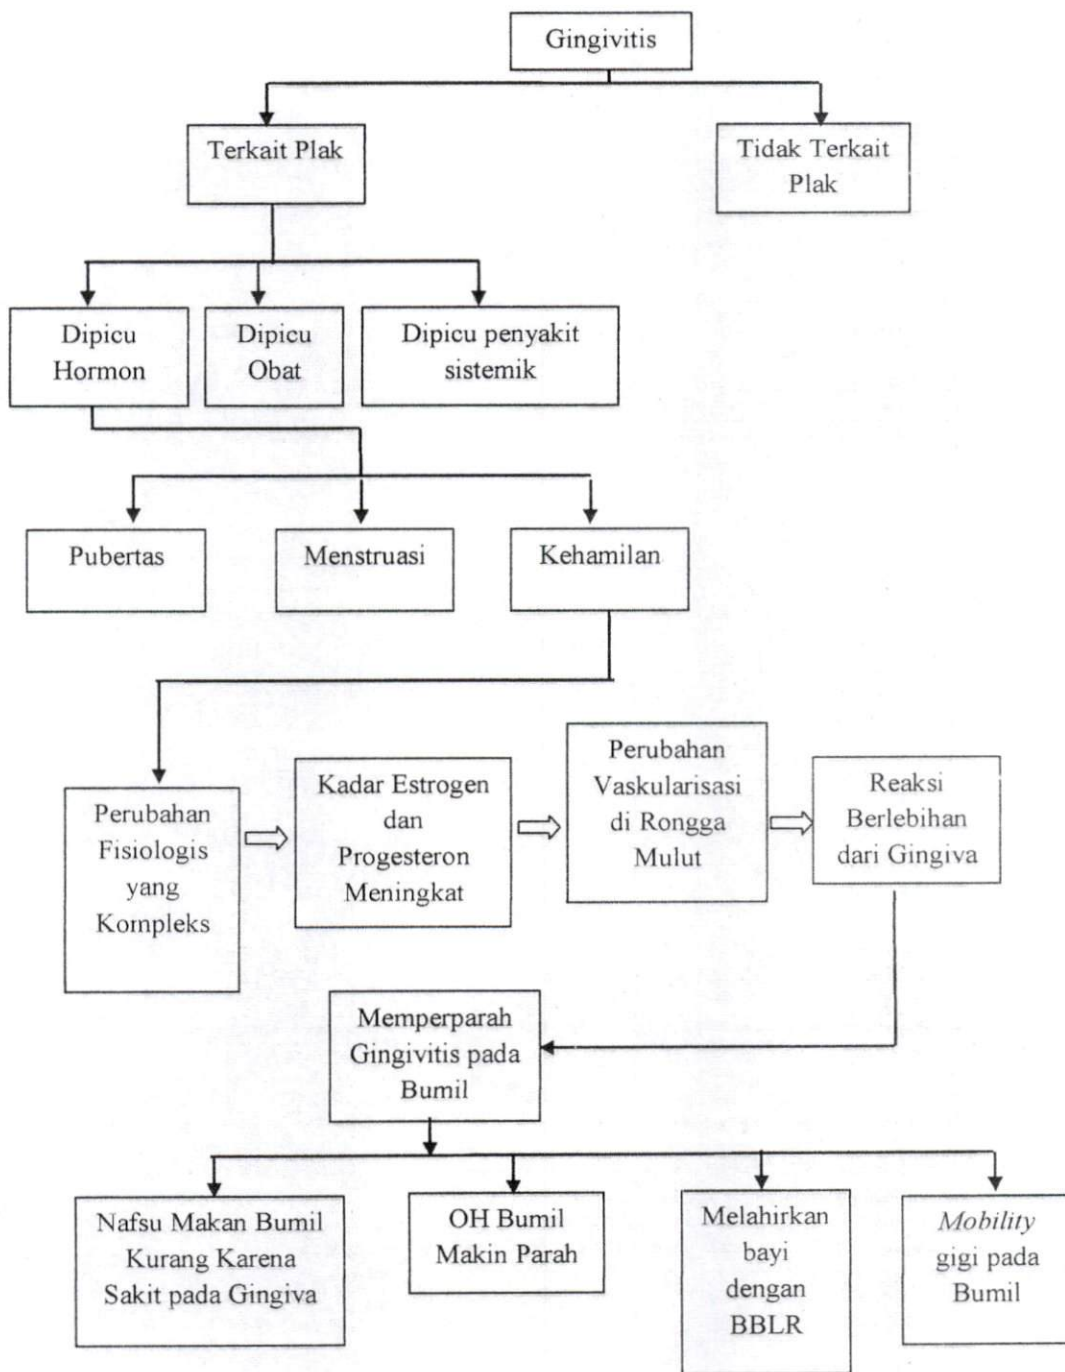 Gingivitis
Terkait Plak
Tidak Terkait
Plak
Dipicu
Hormon
Dipicu
Obat
Dipicu penyakit
sistemik
Pubertas
Menstruasi
Kehamilan
Perubahan
Fisiologis
yang
Kompleks
Kadar Estrogen
dan
Progesteron
Meningkat
Perubahan
Vaskularisasi
di Rongga
Mulut
Reaksi
Berlebihan
dari Gingiva
Memperparah
Gingivitis pada
Bumil
Nafsu Makan Bumil
Kurang Karena
Sakit pada Gingiva
OH Bumil
Makin Parah
Melahirkan
bayi
dengan
BBLR
Mobility
gigi pada
Bumil